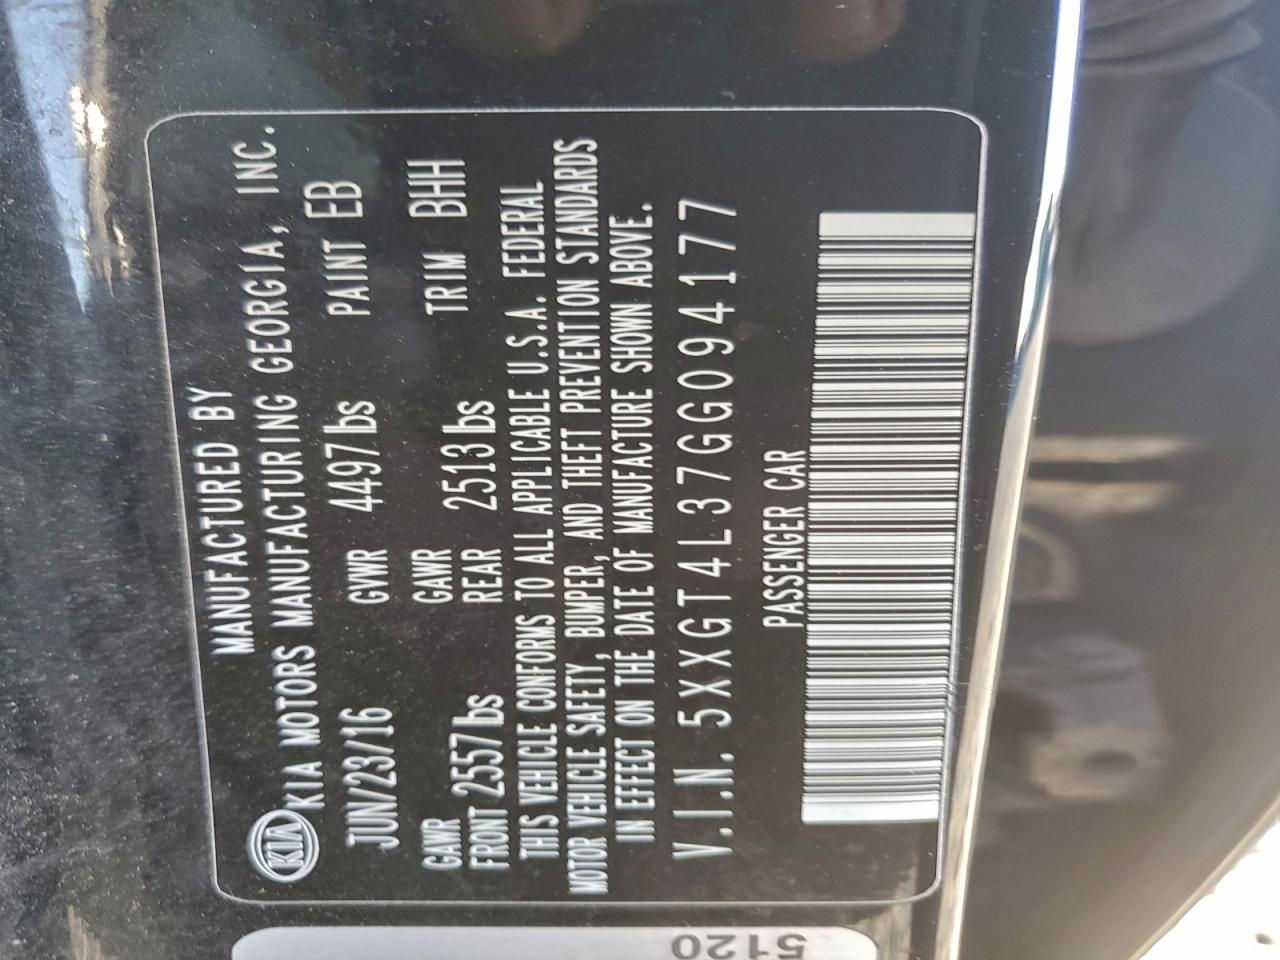 MANUFACTURED BY
KIA KIA MOTORS MANUFACTURING GEORGIA, INC.
JUN/23/16 GVWR 4497lbs PAINT EB
GAWR FRONT 2557lbs GAWR REAR 2513lbs TRIM BHH
THIS VEHICLE CONFORMS TO ALL APPLICABLE U.S.A. FEDERAL
MOTOR VEHICLE SAFETY, BUMPER, AND THEFT PREVENTION STANDARDS
IN EFFECT ON THE DATE OF MANUFACTURE SHOWN ABOVE.
V.I.N. 5XXGT4L37GG094177
PASSENGER CAR
5120